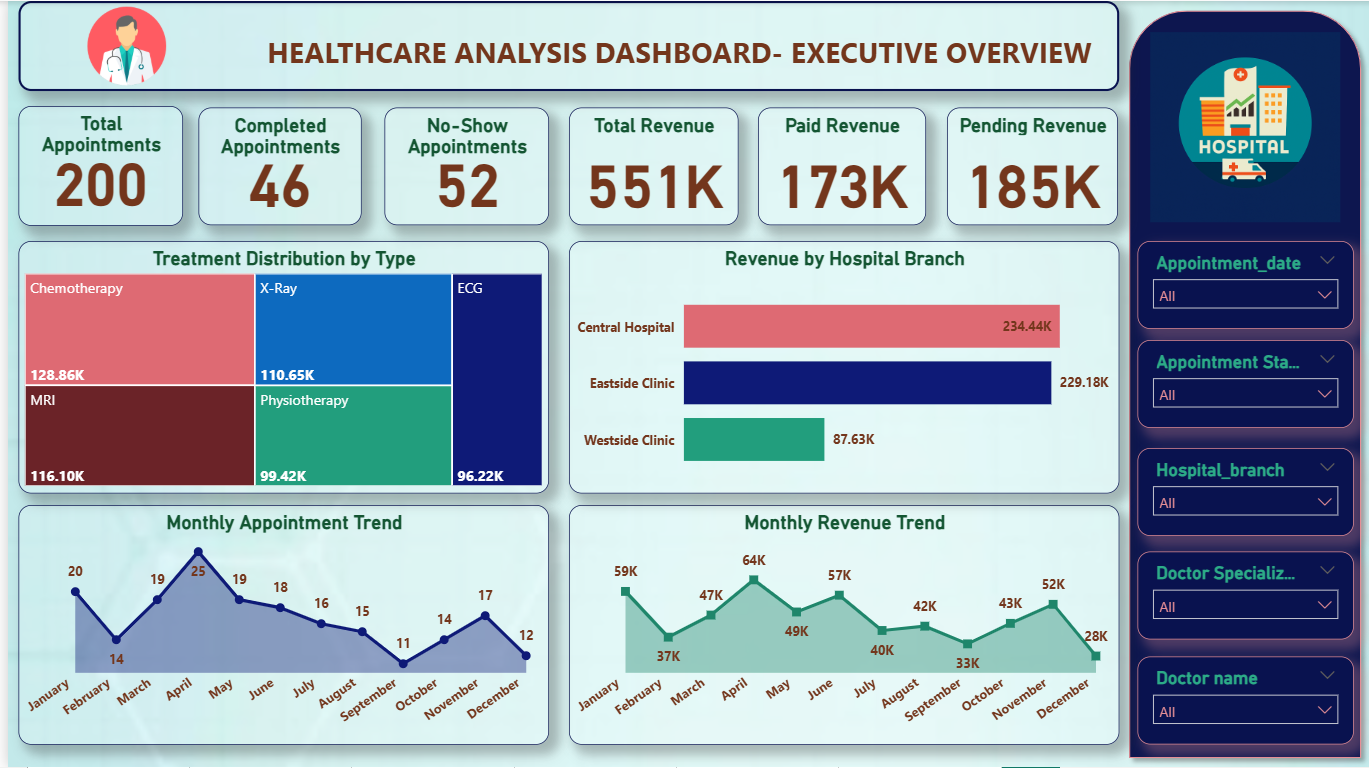 HEALTHCARE ANALYSIS DASHBOARD- EXECUTIVE OVERVIEW
HOSPITAL
Total
Appointments
200
Completed
Appointments
46
No-Show
Appointments
52
Total Revenue
551K
Paid Revenue
173K
Pending Revenue
185K
Treatment Distribution by Type
Chemotherapy
128.86K
X-Ray
110.65K
ECG
96.22K
MRI
116.10K
Physiotherapy
99.42K
Revenue by Hospital Branch
Central Hospital
234.44K
Eastside Clinic
229.18K
Westside Clinic
87.63K
Monthly Appointment Trend
20
14
19
25
19
18
16
15
11
14
17
12
January
February
March
April
May
June
July
August
September
October
November
December
Monthly Revenue Trend
59K
37K
47K
64K
49K
57K
40K
42K
33K
43K
52K
28K
January
February
March
April
May
June
July
August
September
October
November
December
Appointment_date
All
Appointment Sta...
All
Hospital_branch
All
Doctor Specializ...
All
Doctor name
All